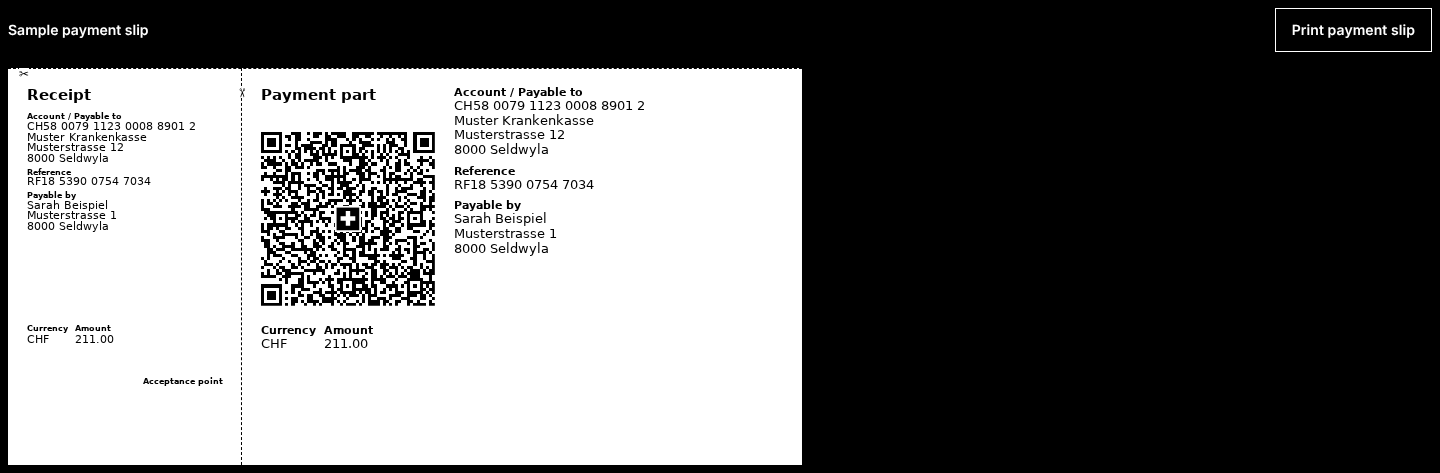 Sample payment slip
Print payment slip
Receipt
Account / Payable to
CH58 0079 1123 0008 8901 2
Muster Krankenkasse
Musterstrasse 12
8000 Seldwyla
Reference
RF18 5390 0754 7034
Payable by
Sarah Beispiel
Musterstrasse 1
8000 Seldwyla
Currency Amount
CHF 211.00
Acceptance point
Payment part
Currency Amount
CHF 211.00
Account / Payable to
CH58 0079 1123 0008 8901 2
Muster Krankenkasse
Musterstrasse 12
8000 Seldwyla
Reference
RF18 5390 0754 7034
Payable by
Sarah Beispiel
Musterstrasse 1
8000 Seldwyla